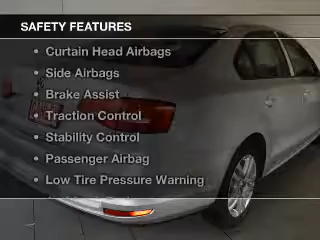 SAFETY FEATURES
• Curtain Head Airbags
• Side Airbags
• Brake Assist
• Traction Control
• Stability Control
• Passenger Airbag
• Low Tire Pressure Warning